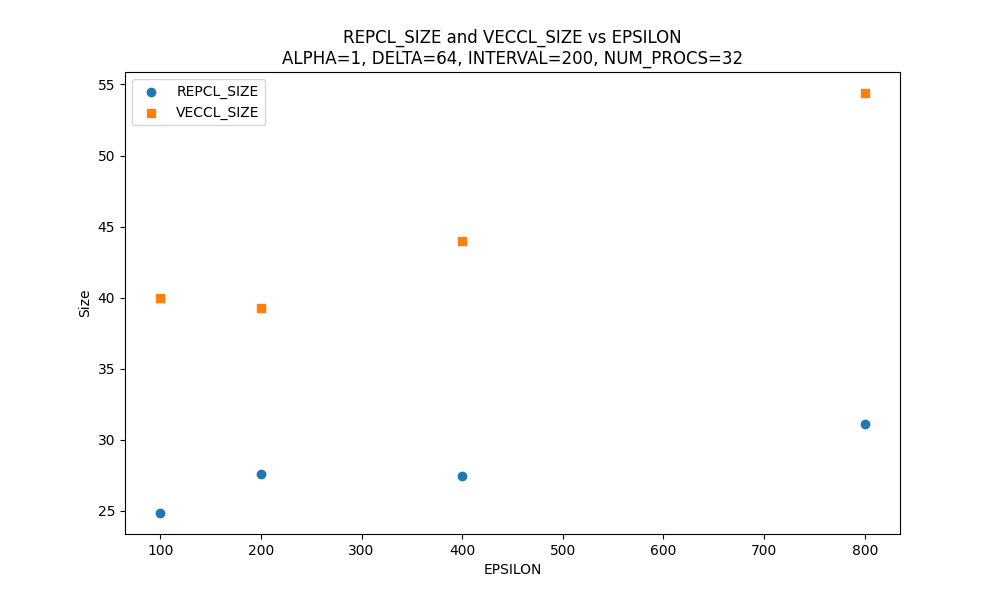 REPCL_SIZE and VECCL_SIZE vs EPSILON
ALPHA=1, DELTA=64, INTERVAL=200, NUM_PROCS=32
REPCL_SIZE
VECCL_SIZE
55
50
45
40
35
30
25
Size
100 200 300 400 500 600 700 800
EPSILON